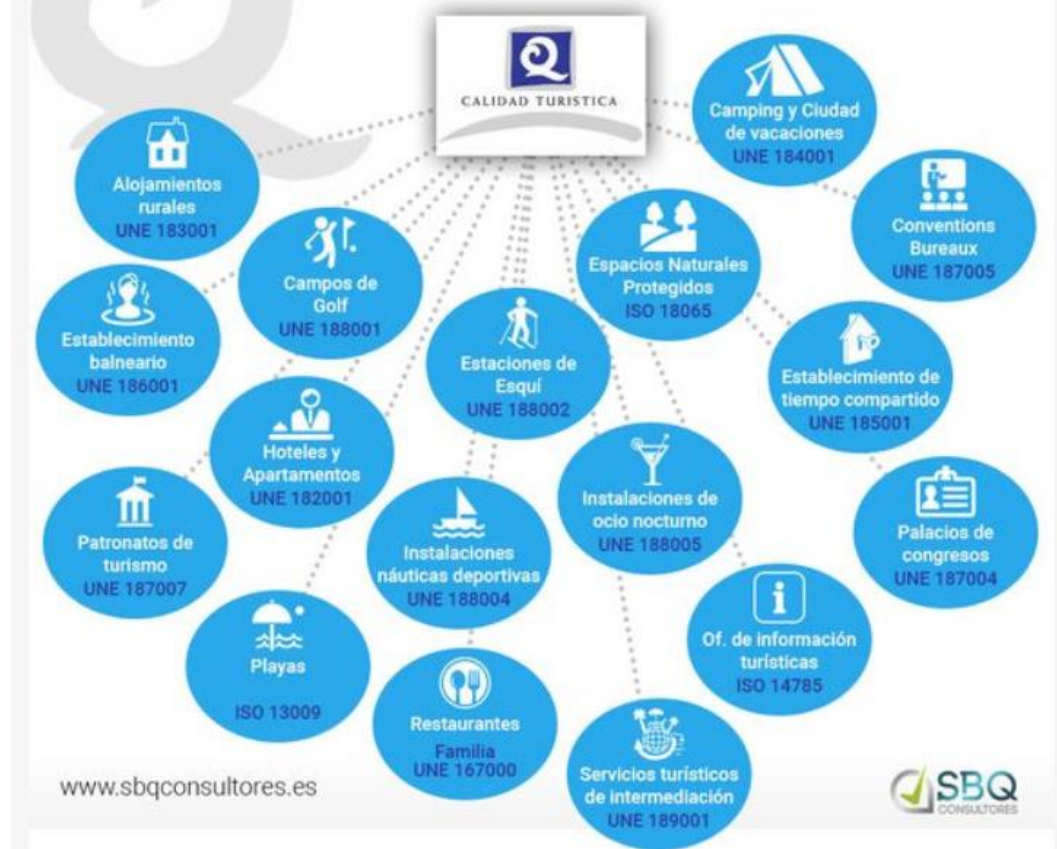 CALIDAD TURISTICA
Camping y Ciudad
de vacaciones
UNE 184001
Alojamientos
rurales
UNE 183001
Conventions
Bureaux
UNE 187005
Campos de
Golf
UNE 188001
Espacios Naturales
Protegidos
ISO 18065
Establecimiento
balneario
UNE 186001
Estaciones de
Esquí
UNE 188002
Establecimiento de
tiempo compartido
UNE 185001
Hoteles y
Apartamentos
UNE 182001
Instalaciones de
ocio nocturno
UNE 188005
Palacios de
congresos
UNE 187004
Patronatos de
turismo
UNE 187007
Instalaciones
náuticas deportivas
UNE 188004
i
Of. de información
turísticas
ISO 14785
Playas
ISO 13009
Restaurantes
Familia
UNE 167000
Servicios turísticos
de intermediación
UNE 189001
www.sbqconsultores.es
SBQ
CONSULTORES